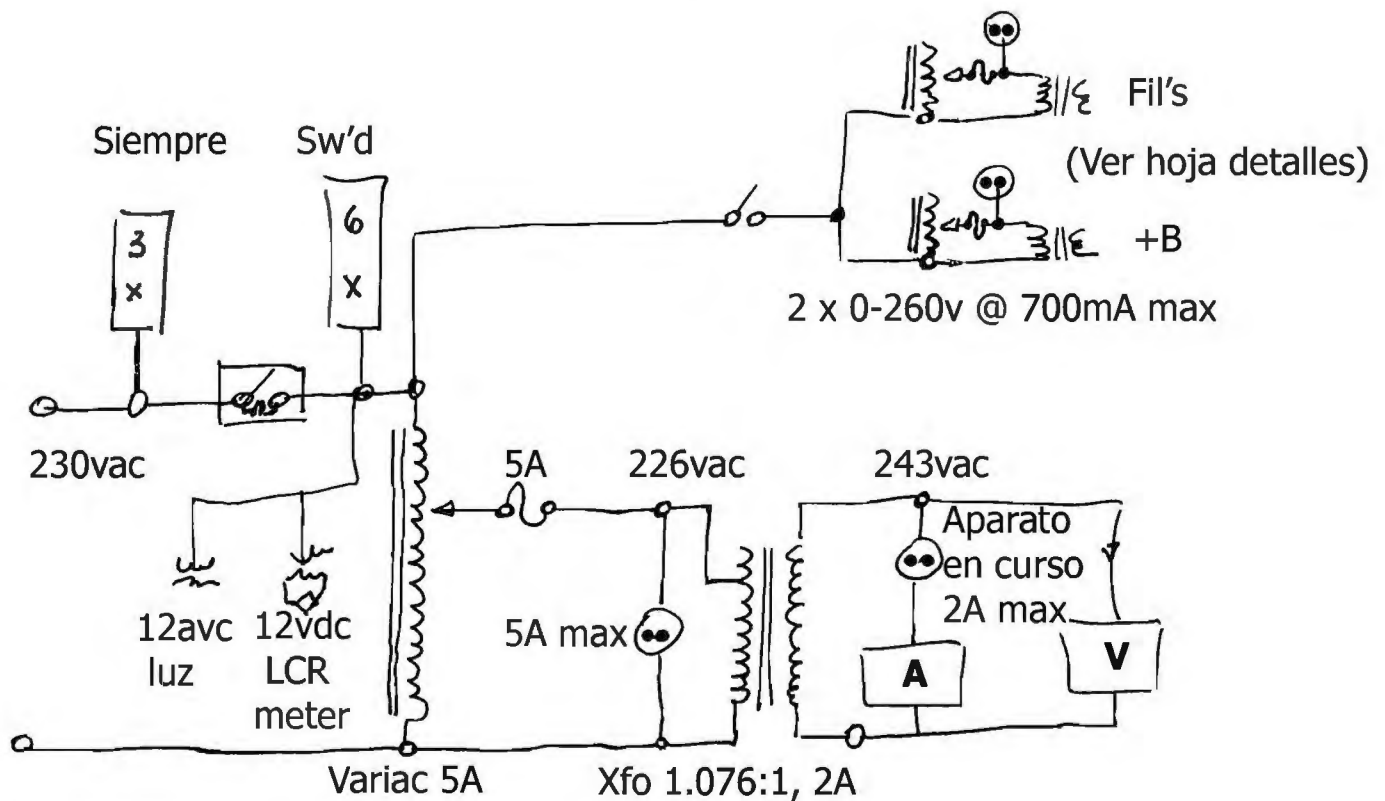 Fil's
(Ver hoja detalles)
+B
2 x 0-260v @ 700mA max
Siempre
Sw'd
3
x
6
X
230vac
12avc
luz
12vdc
LCR
meter
5A
226vac
243vac
5A max
Aparato
en curso
2A max
A
V
Variac 5A
Xfo 1.076:1, 2A